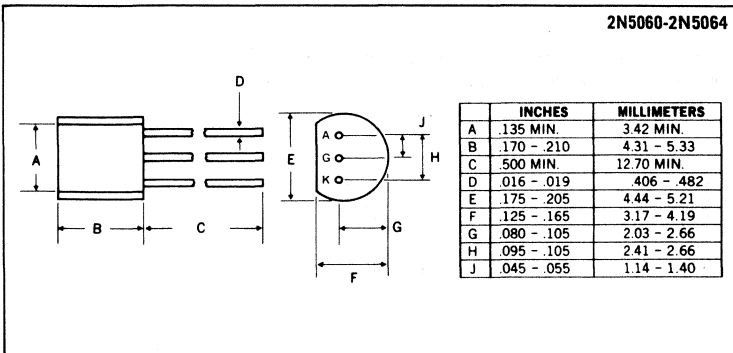 2N5060-2N5064
D
A
B
C
E
A
G
K
J
H
G
F
INCHES MILLIMETERS
A .135 MIN. 3.42 MIN.
B .170 - .210 4.31 - 5.33
C .500 MIN. 12.70 MIN.
D .016 - .019 .406 - .482
E .175 - .205 4.44 - 5.21
F .125 - .165 3.17 - 4.19
G .080 - .105 2.03 - 2.66
H .095 - .105 2.41 - 2.66
J .045 - .055 1.14 - 1.40